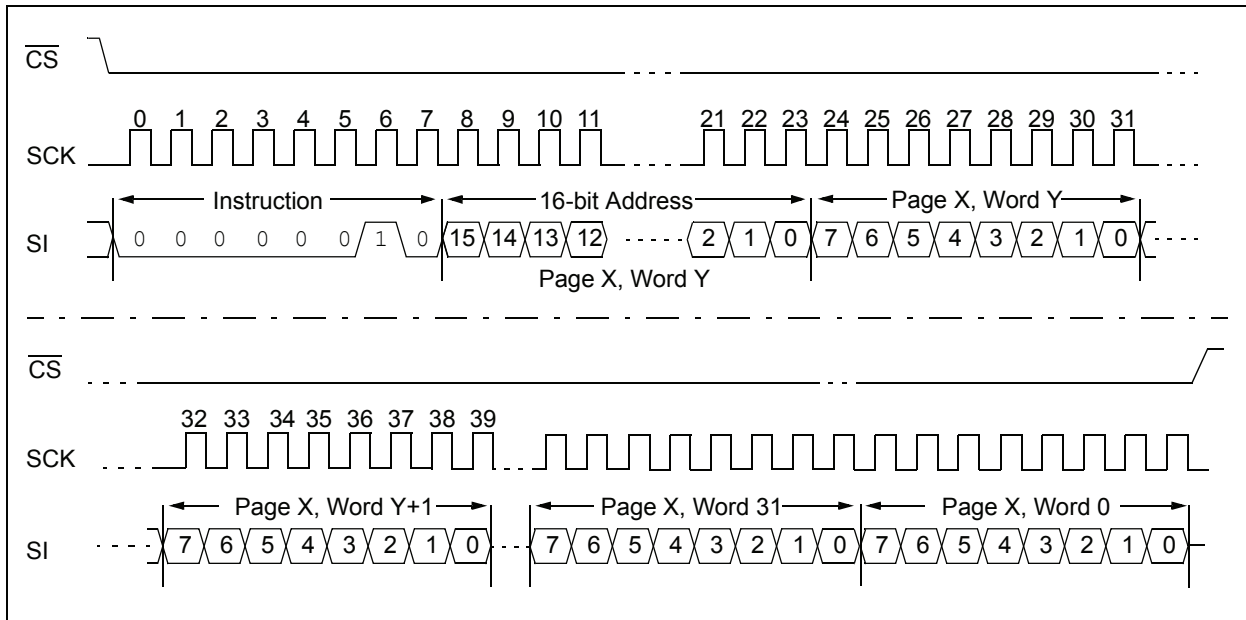 CS
0 1 2 3 4 5 6 7 8 9 10 11 21 22 23 24 25 26 27 28 29 30 31
SCK
Instruction 16-bit Address Page X, Word Y
SI 0 0 0 0 0 0 1 0 15 14 13 12 2 1 0 7 6 5 4 3 2 1 0
Page X, Word Y
CS
32 33 34 35 36 37 38 39
SCK
Page X, Word Y+1 Page X, Word 31 Page X, Word 0
SI 7 6 5 4 3 2 1 0 7 6 5 4 3 2 1 0 7 6 5 4 3 2 1 0